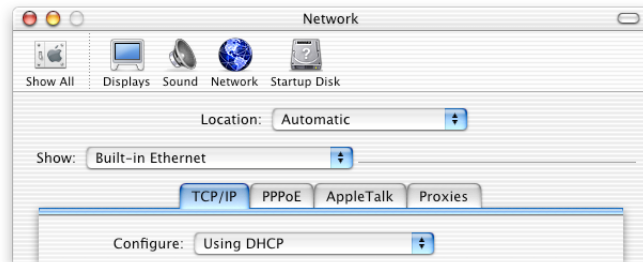 Network
Show All Displays Sound Network Startup Disk
Location: Automatic
Show: Built-in Ethernet
TCP/IP PPPoE AppleTalk Proxies
Configure: Using DHCP